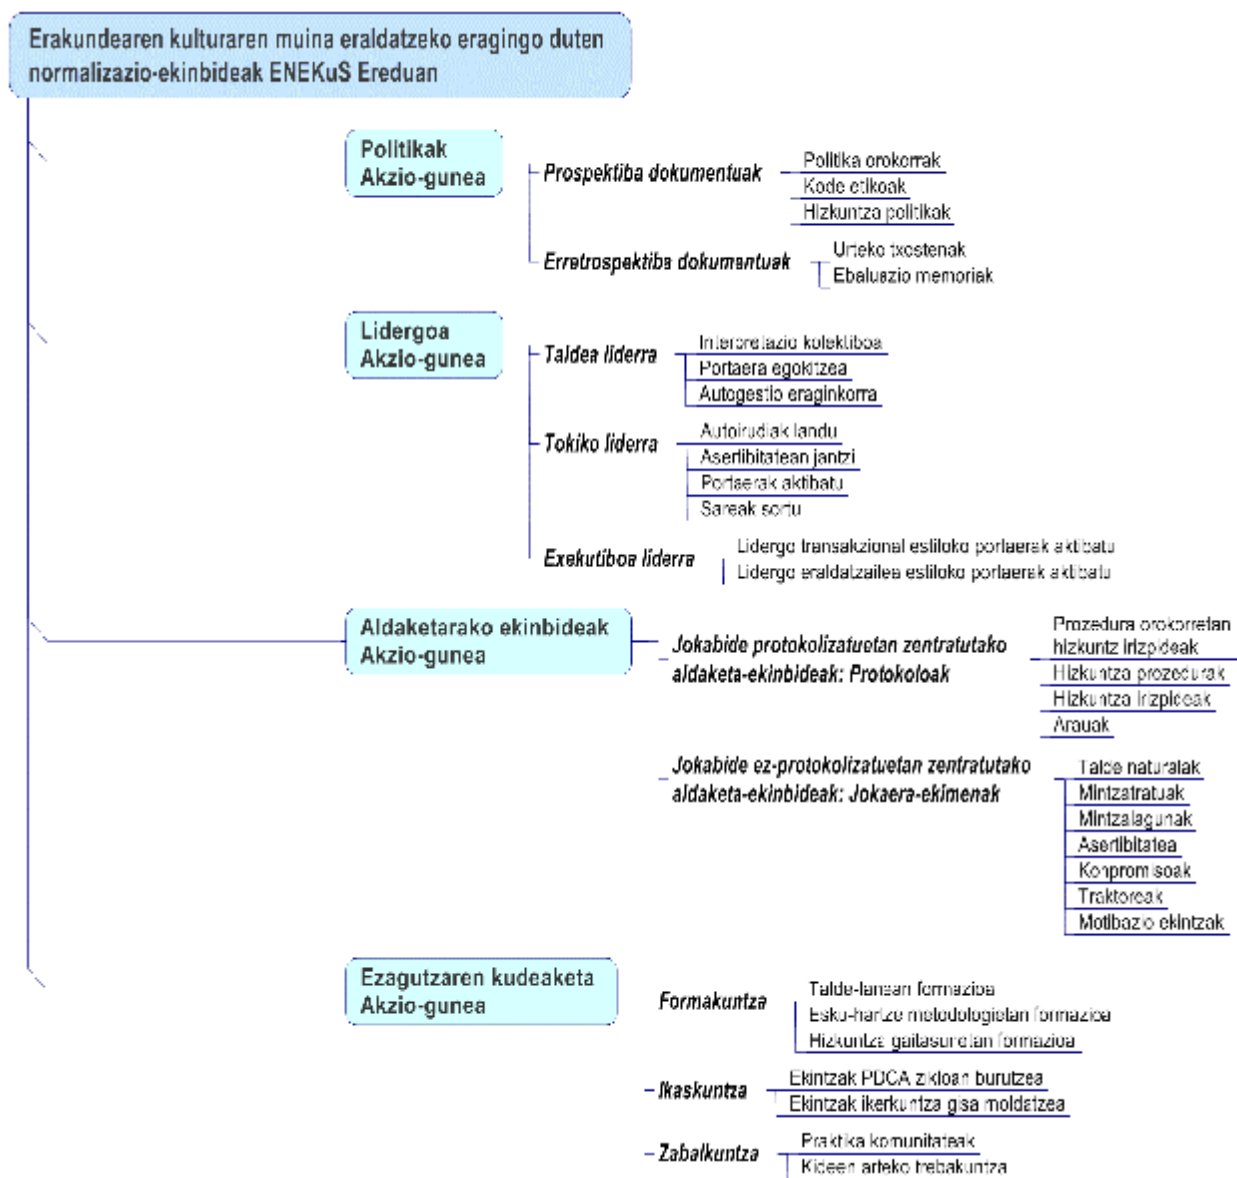 Erakundearen kulturaren muina eraldatzeko eragingo duten
normalizazio-ekinbideak ENEKuS Ereduan
Politikak
Akzio-gunea
Prospektiba dokumentuak
Politika orokorrak
Kode etikoak
Hizkuntza politikak
Erretrospektiba dokumentuak
Urteko txostenak
Ebaluazio memoriak
Lidergoa
Akzio-gunea
Taldea liderra
Interpretazio kolektiboa
Portaera egokitzea
Autogestio eraginkorra
Tokiko liderra
Autoirudiak landu
Asertibitatean jantzi
Portaerak aktibatu
Sareak sortu
Exekutiboa liderra
Lidergo transakzional estiloko portaerak aktibatu
Lidergo eraldatzailea estiloko portaerak aktibatu
Aldaketarako ekinbideak
Akzio-gunea
Jokabide protokolizatuetan zentratutako
aldaketa-ekinbideak: Protokoloak
Prozedura orokorretan
hizkuntz irizpideak
Hizkuntza prozedurak
Hizkuntza irizpideak
Arauak
Jokabide ez-protokolizatuetan zentratutako
aldaketa-ekinbideak: Jokaera-ekimenak
Talde naturalak
Mintzatratuak
Mintzalagunak
Asertibitatea
Konpromisoak
Traktoreak
Motibazio ekintzak
Ezagutzaren kudeaketa
Akzio-gunea
Formakuntza
Talde-lanean formazioa
Esku-hartze metodologietan formazioa
Hizkuntza gaitasunetan formazioa
Ikaskuntza
Ekintzak PDCA zikloan burutzea
Ekintzak ikerkuntza gisa moldatzea
Zabalkuntza
Praktika komunitateak
Kideen arteko trebakuntza